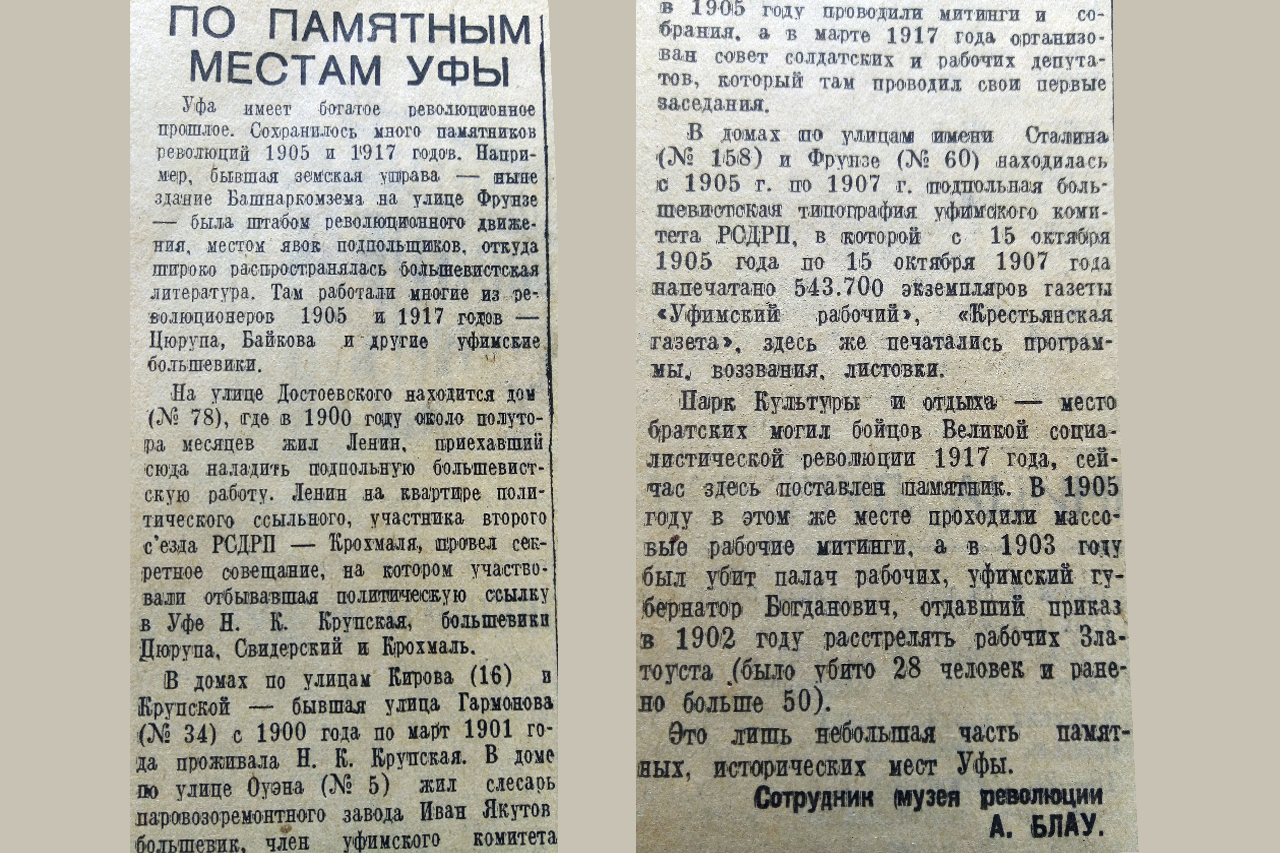 ПО ПАМЯТНЫМ
МЕСТАМ УФЫ
Уфа имеет богатое революционное
прошлое. Сохранилось много памятников
революций 1905 и 1917 годов. Напри-
мер, бывшая земская управа — ныне
здание Башнаркомзема на улице Фрунзе
— была штабом революционного движе-
ния, местом явок подпольщиков, откуда
широко распространялась большевистская
литература. Там работали многие из ре-
волюционеров 1905 и 1917 годов —
Цюрупа, Байкова и другие уфимские
большевики.
На улице Достоевского находится дом
(№ 78), где в 1900 году около полуто-
ра месяцев жил Ленин, приехавший
сюда наладить подпольную большевист-
скую работу. Ленин на квартире поли-
тического ссыльного, участника второго
с'езда РСДРП — Крохмаля, провел сек-
ретное совещание, на котором участво-
вали отбывавшая политическую ссылку
в Уфе Н. К. Крупская, большевики
Цюрупа, Свидерский и Крохмаль.
В домах по улицам Кирова (16) и
Крупской — бывшая улица Гармонова
(№ 34) с 1900 года по март 1901 го-
да проживала Н. К. Крупская. В доме
по улице Оуэна (№ 5) жил слесарь
паровозоремонтного завода Иван Якутов
большевик, член уфимского комитета
в 1905 году проводили митинги и со-
брания, а в марте 1917 года организо-
ван совет солдатских и рабочих депута-
тов, который там проводил свои первые
заседания.
В домах по улицам имени Сталина
(№ 158) и Фрунзе (№ 60) находилась
с 1905 г. по 1907 г. подпольная боль-
шевистская типография уфимского коми-
тета РСДРП, в которой с 15 октября
1905 года по 15 октября 1907 года
напечатано 543.700 экземпляров газеты
«Уфимский рабочий», «Крестьянская
газета», здесь же печатались програм-
мы, воззвания, листовки.
Парк Культуры и отдыха — место
братских могил бойцов Великой социа-
листической революции 1917 года, сей-
час здесь поставлен памятник. В 1905
году в этом же месте проходили массо-
вые рабочие митинги, а в 1903 году
был убит палач рабочих, уфимский гу-
бернатор Богданович, отдавший приказ
в 1902 году расстрелять рабочих Зла-
тоуста (было убито 28 человек и ране-
но больше 50).
Это лишь небольшая часть памят-
ных, исторических мест Уфы.
Сотрудник музея революции
А. БЛАУ.